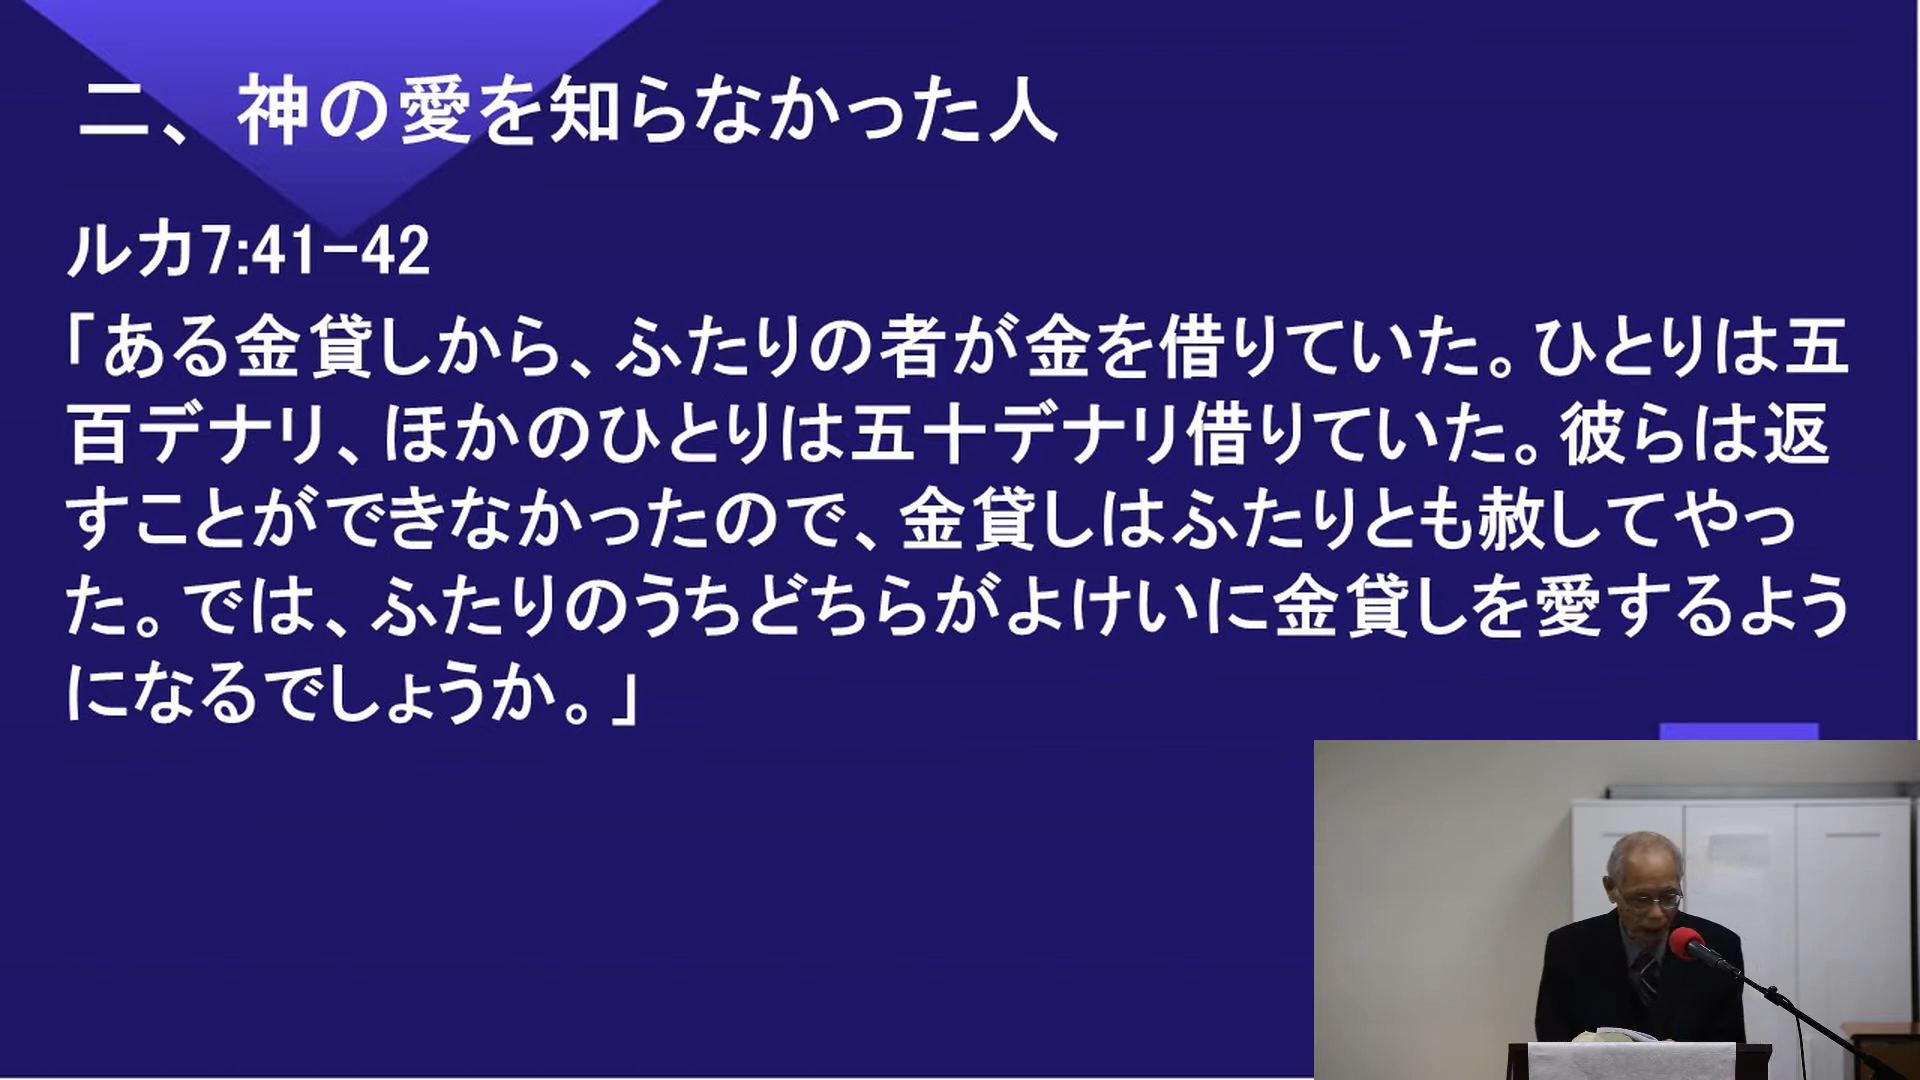 二、 神の愛を知らなかった人
ルカ7:41-42
「ある金貸しから、ふたりの者が金を借りていた。ひとりは五
百デナリ、ほかのひとりは五十デナリ借りていた。彼らは返
すことができなかったので、金貸しはふたりとも赦してやっ
た。では、ふたりのうちどちらがよけいに金貸しを愛するよう
になるでしょうか。」